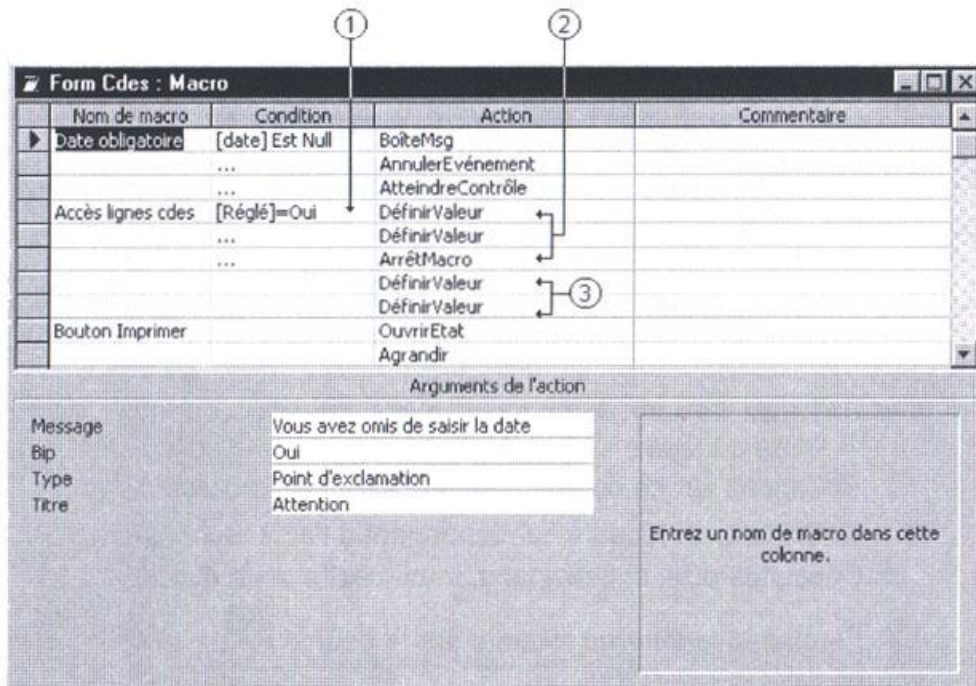 1 2
Form Cdes : Macro
Nom de macro Condition Action Commentaire
Date obligatoire [date] Est Null BoîteMsg
... AnnulerEvénement
... AtteindreContrôle
Accès lignes cdes [Réglé]=Oui DéfinirValeur
... DéfinirValeur
... ArrêtMacro
DéfinirValeur
3
DéfinirValeur
Bouton Imprimer OuvrirEtat
Agrandir
Arguments de l'action
Message Vous avez omis de saisir la date
Bip Oui
Type Point d'exclamation
Titre Attention
Entrez un nom de macro dans cette
colonne.